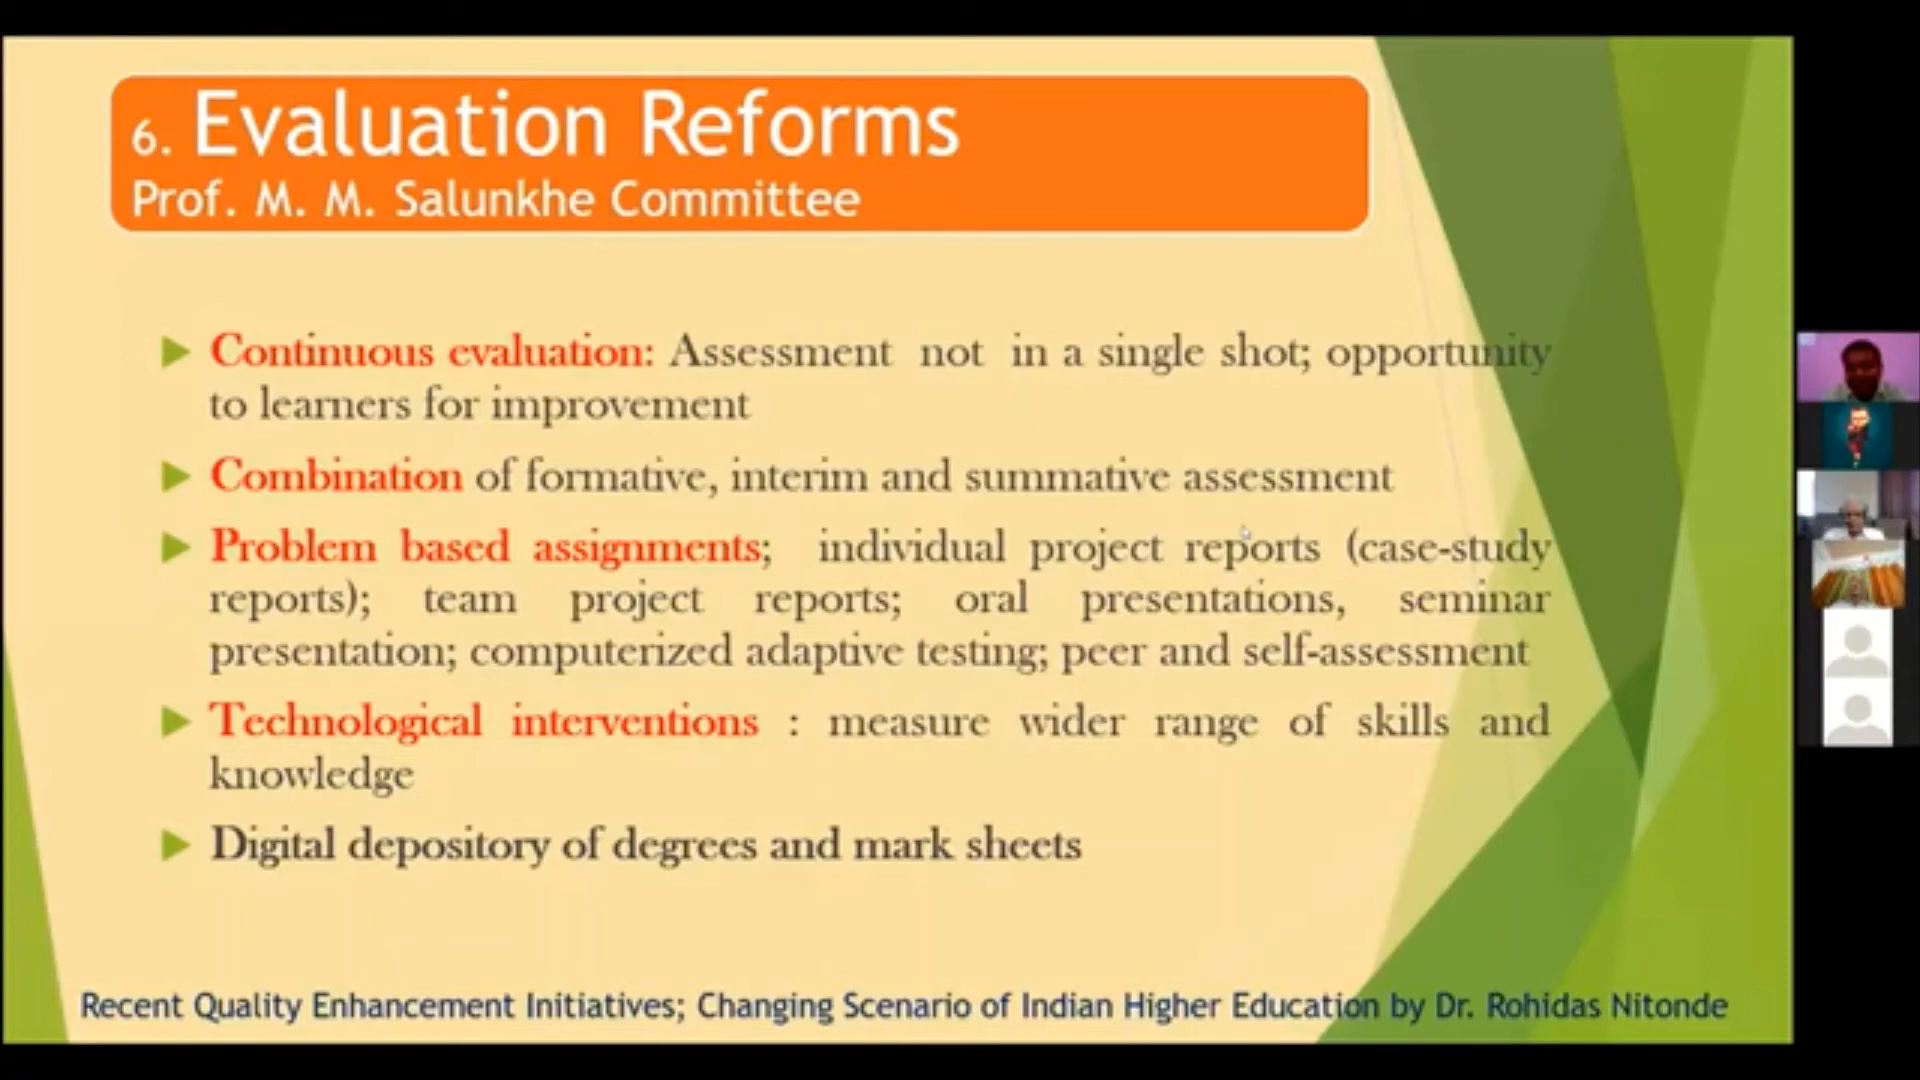 6. Evaluation Reforms
Prof. M. M. Salunkhe Committee
Continuous evaluation: Assessment not in a single shot; opportunity
to learners for improvement
Combination of formative, interim and summative assessment
Problem based assignments; individual project reports (case-study
reports); team project reports; oral presentations, seminar
presentation; computerized adaptive testing; peer and self-assessment
Technological interventions : measure wider range of skills and
knowledge
Digital depository of degrees and mark sheets
Recent Quality Enhancement Initiatives; Changing Scenario of Indian Higher Education by Dr. Rohidas Nitonde